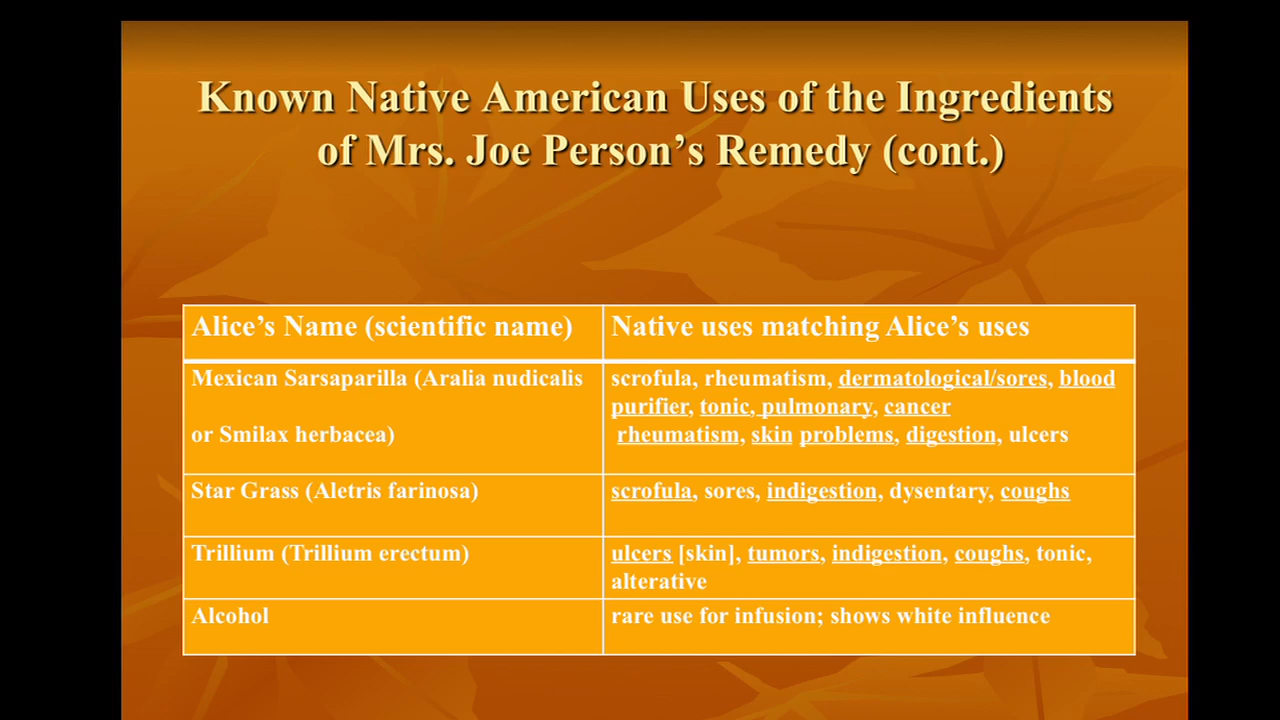 Known Native American Uses of the Ingredients
of Mrs. Joe Person's Remedy (cont.)
Alice's Name (scientific name)
Native uses matching Alice's uses
Mexican Sarsaparilla (Aralia nudicalis
or Smilax herbacea)
scrofula, rheumatism, dermatological/sores, blood
purifier, tonic, pulmonary, cancer
rheumatism, skin problems, digestion, ulcers
Star Grass (Aletris farinosa)
scrofula, sores, indigestion, dysentary, coughs
Trillium (Trillium erectum)
ulcers [skin], tumors, indigestion, coughs, tonic,
alterative
Alcohol
rare use for infusion; shows white influence